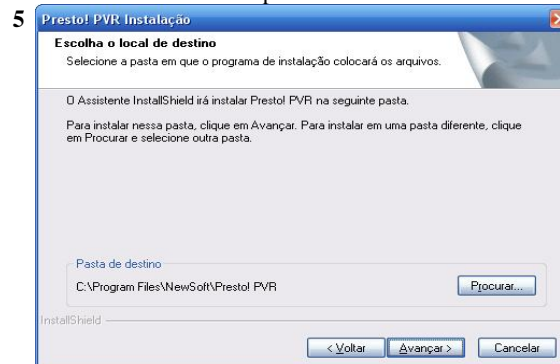 5
Presto! PVR Instalação
Escolha o local de destino
Selecione a pasta em que o programa de instalação colocará os arquivos.
O Assistente InstallShield irá instalar Presto! PVR na seguinte pasta.
Para instalar nessa pasta, clique em Avançar. Para instalar em uma pasta diferente, clique
em Procurar e selecione outra pasta.
Pasta de destino
C:\Program Files\NewSoft\Presto! PVR
Procurar...
InstallShield
< Voltar
Avançar >
Cancelar